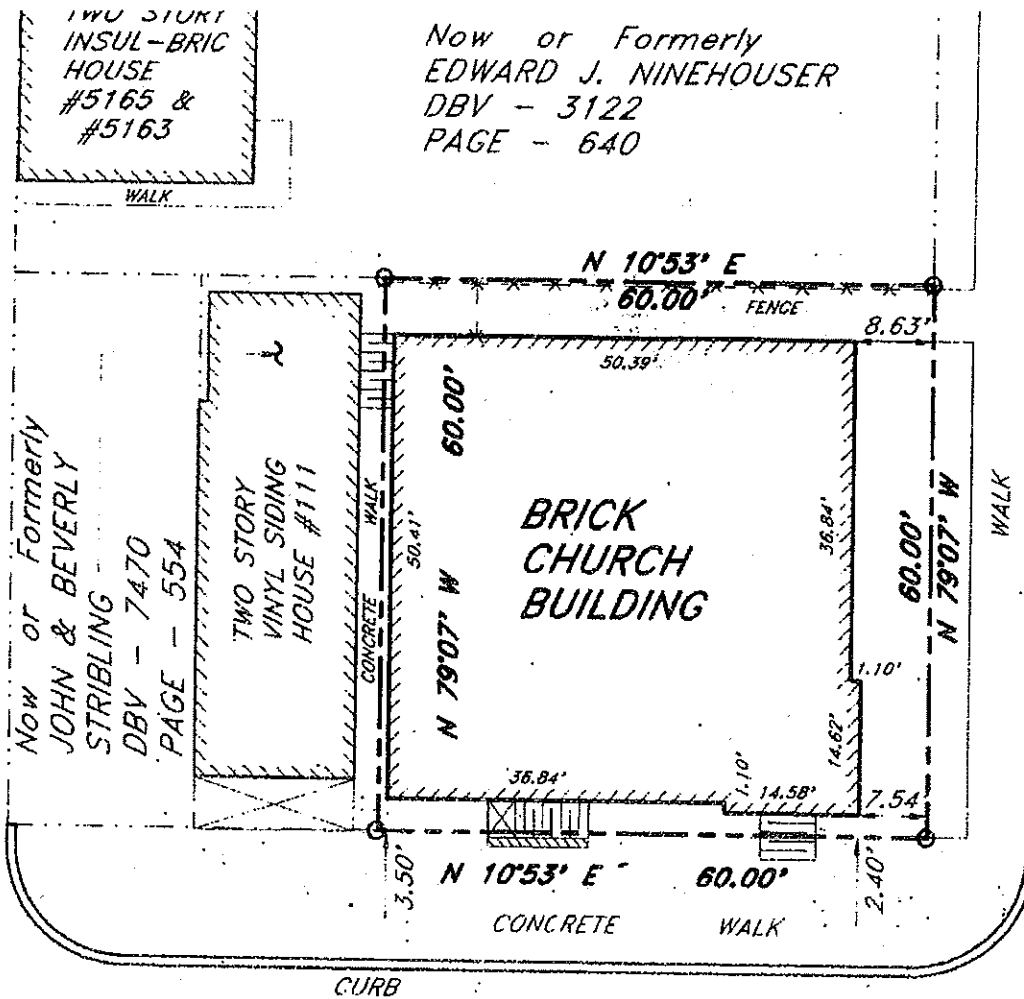 TWO STORY
INSUL-BRIC
HOUSE
#5165 &
#5163
WALK
Now or Formerly
EDWARD J. NINEHOUSER
DBV - 3122
PAGE - 640
N 10°53' E
60.00'
FENCE
8.63'
50.39'
60.00'
N 79°07' W
50.41'
CONCRETE WALK
TWO STORY
VINYL SIDING
HOUSE #111
Now or Formerly
JOHN & BEVERLY
STRIBLING
DBV - 7470
PAGE - 554
BRICK
CHURCH
BUILDING
36.84'
1.10'
14.62'
60.00'
N 79°07' W
WALK
36.84'
1.10'
14.58'
7.54'
3.50'
N 10°53' E 60.00'
2.40'
CONCRETE WALK
CURB